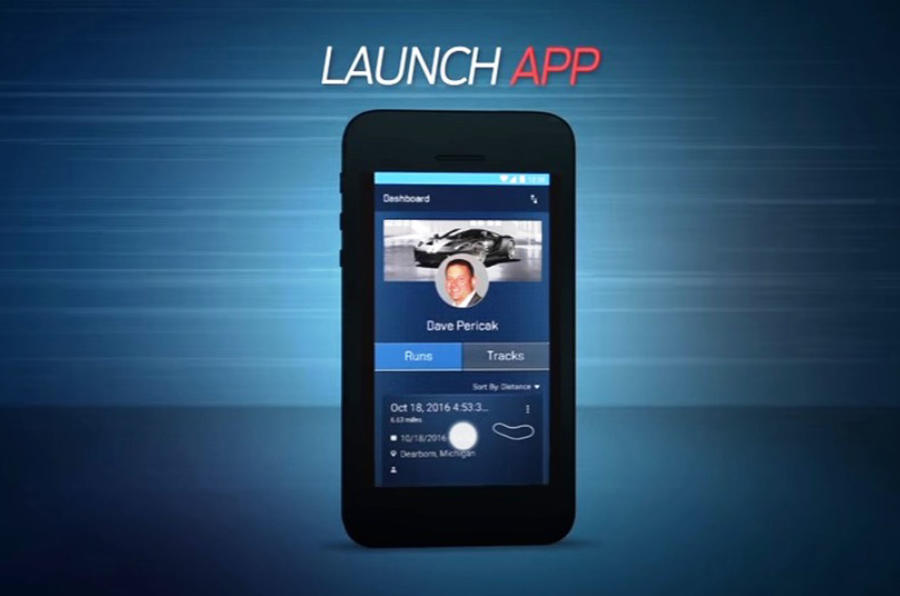 LAUNCH APP
Dashboard
Dave Pericak
Runs
Tracks
Sort By: Distance
Oct 18, 2016 4:53:3...
6.63 miles
10/18/2016
Dearborn, Michigan